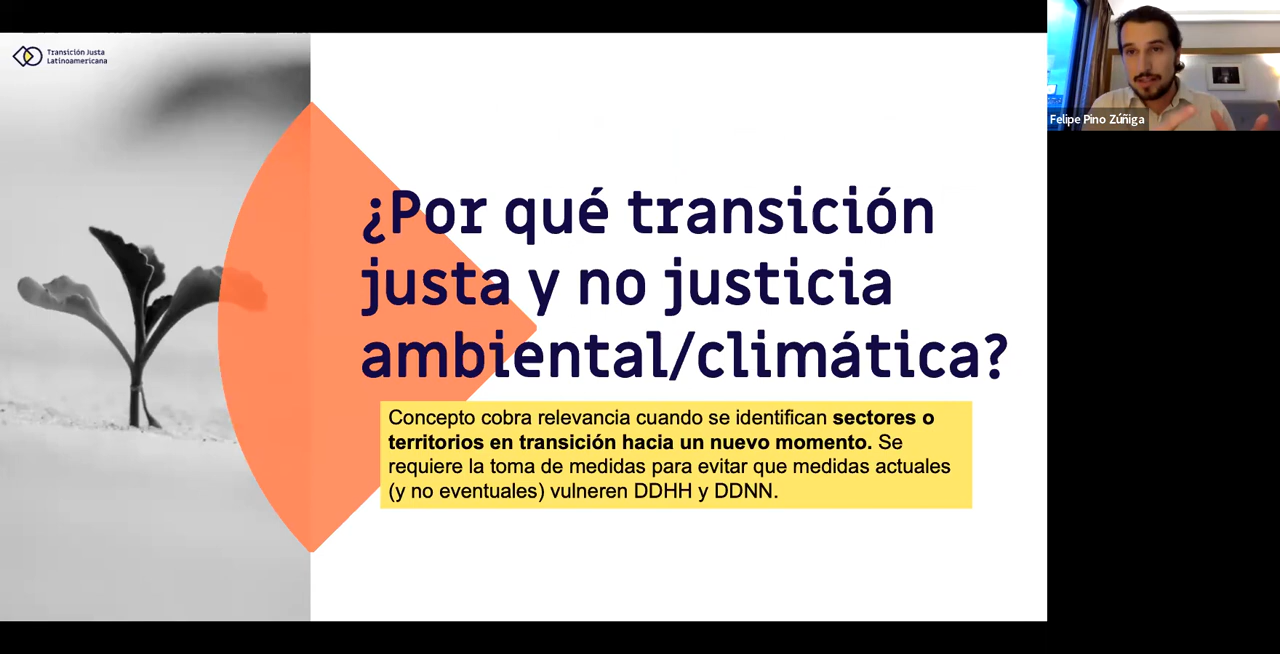 Transición Justa
Latinoamericana
¿Por qué transición
justa y no justicia
ambiental/climática?
Concepto cobra relevancia cuando se identifican sectores o
territorios en transición hacia un nuevo momento. Se
requiere la toma de medidas para evitar que medidas actuales
(y no eventuales) vulneren DDHH y DDNN.
Felipe Pino Zúñiga